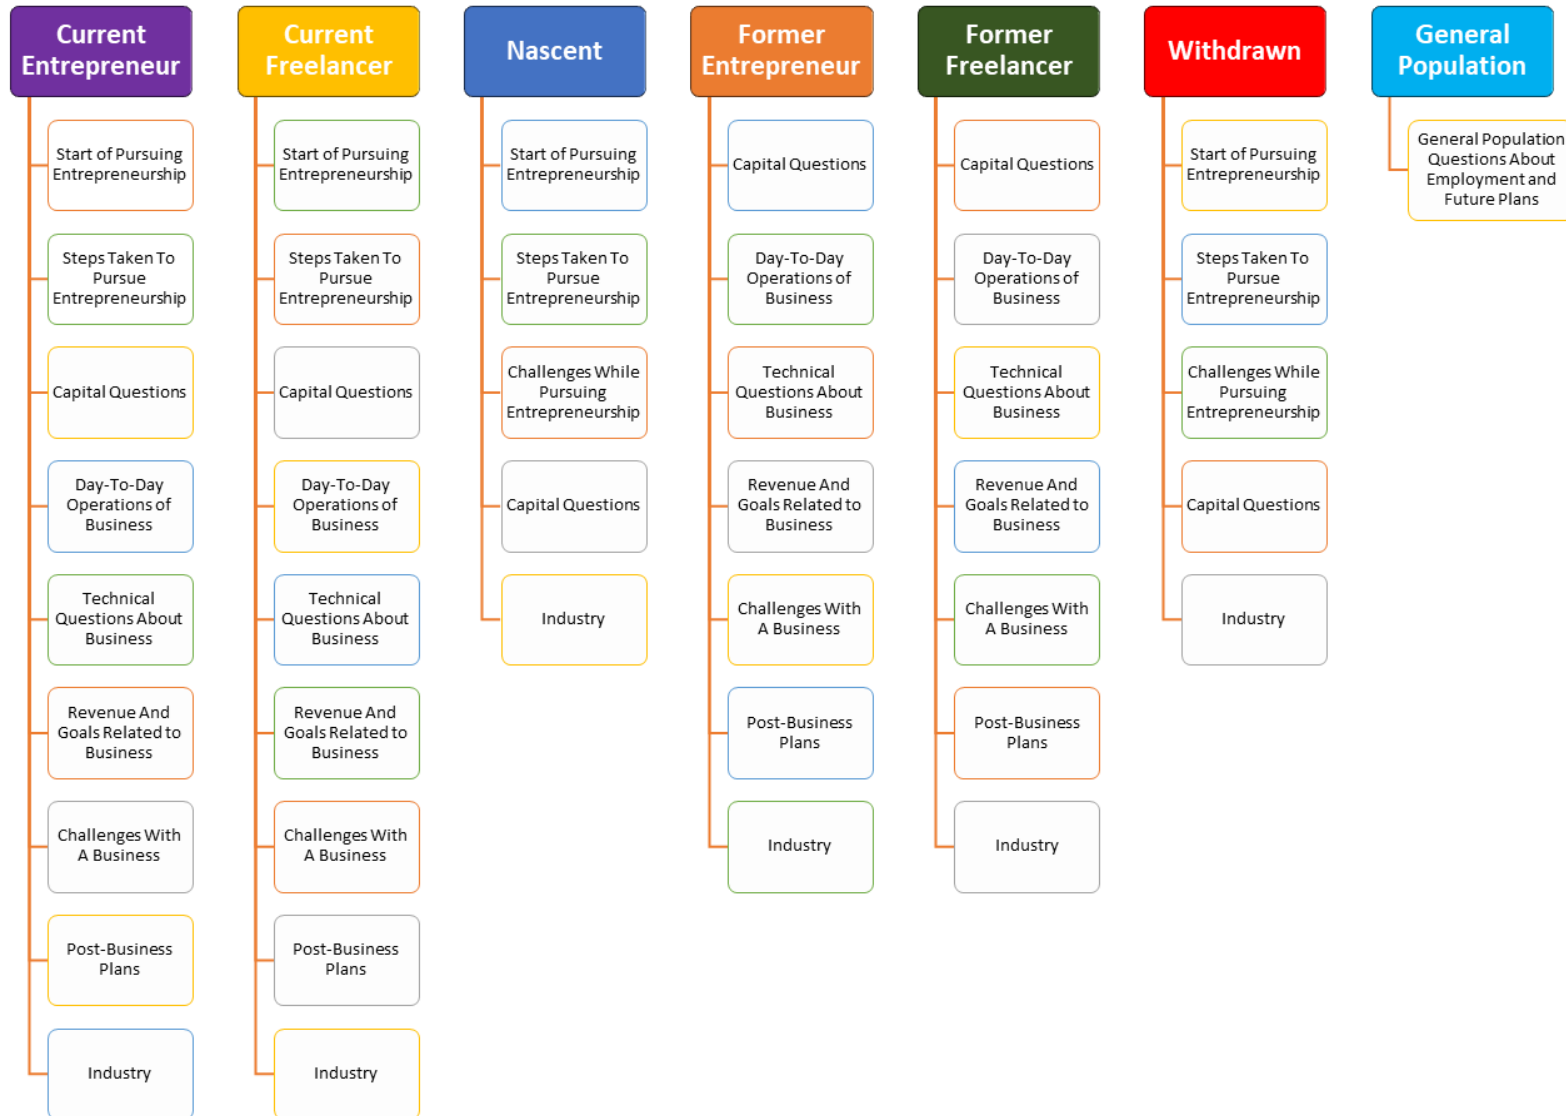 Current
Entrepreneur
Start of Pursuing
Entrepreneurship
Steps Taken To
Pursue
Entrepreneurship
Capital Questions
Day-To-Day
Operations of
Business
Technical
Questions About
Business
Revenue And
Goals Related to
Business
Challenges With
A Business
Post-Business
Plans
Industry
Current
Freelancer
Start of Pursuing
Entrepreneurship
Steps Taken To
Pursue
Entrepreneurship
Capital Questions
Day-To-Day
Operations of
Business
Technical
Questions About
Business
Revenue And
Goals Related to
Business
Challenges With
A Business
Post-Business
Plans
Industry
Nascent
Start of Pursuing
Entrepreneurship
Steps Taken To
Pursue
Entrepreneurship
Challenges While
Pursuing
Entrepreneurship
Capital Questions
Industry
Former
Entrepreneur
Capital Questions
Day-To-Day
Operations of
Business
Technical
Questions About
Business
Revenue And
Goals Related to
Business
Challenges With
A Business
Post-Business
Plans
Industry
Former
Freelancer
Capital Questions
Day-To-Day
Operations of
Business
Technical
Questions About
Business
Revenue And
Goals Related to
Business
Challenges With
A Business
Post-Business
Plans
Industry
Withdrawn
Start of Pursuing
Entrepreneurship
Steps Taken To
Pursue
Entrepreneurship
Challenges While
Pursuing
Entrepreneurship
Capital Questions
Industry
General
Population
General Population
Questions About
Employment and
Future Plans